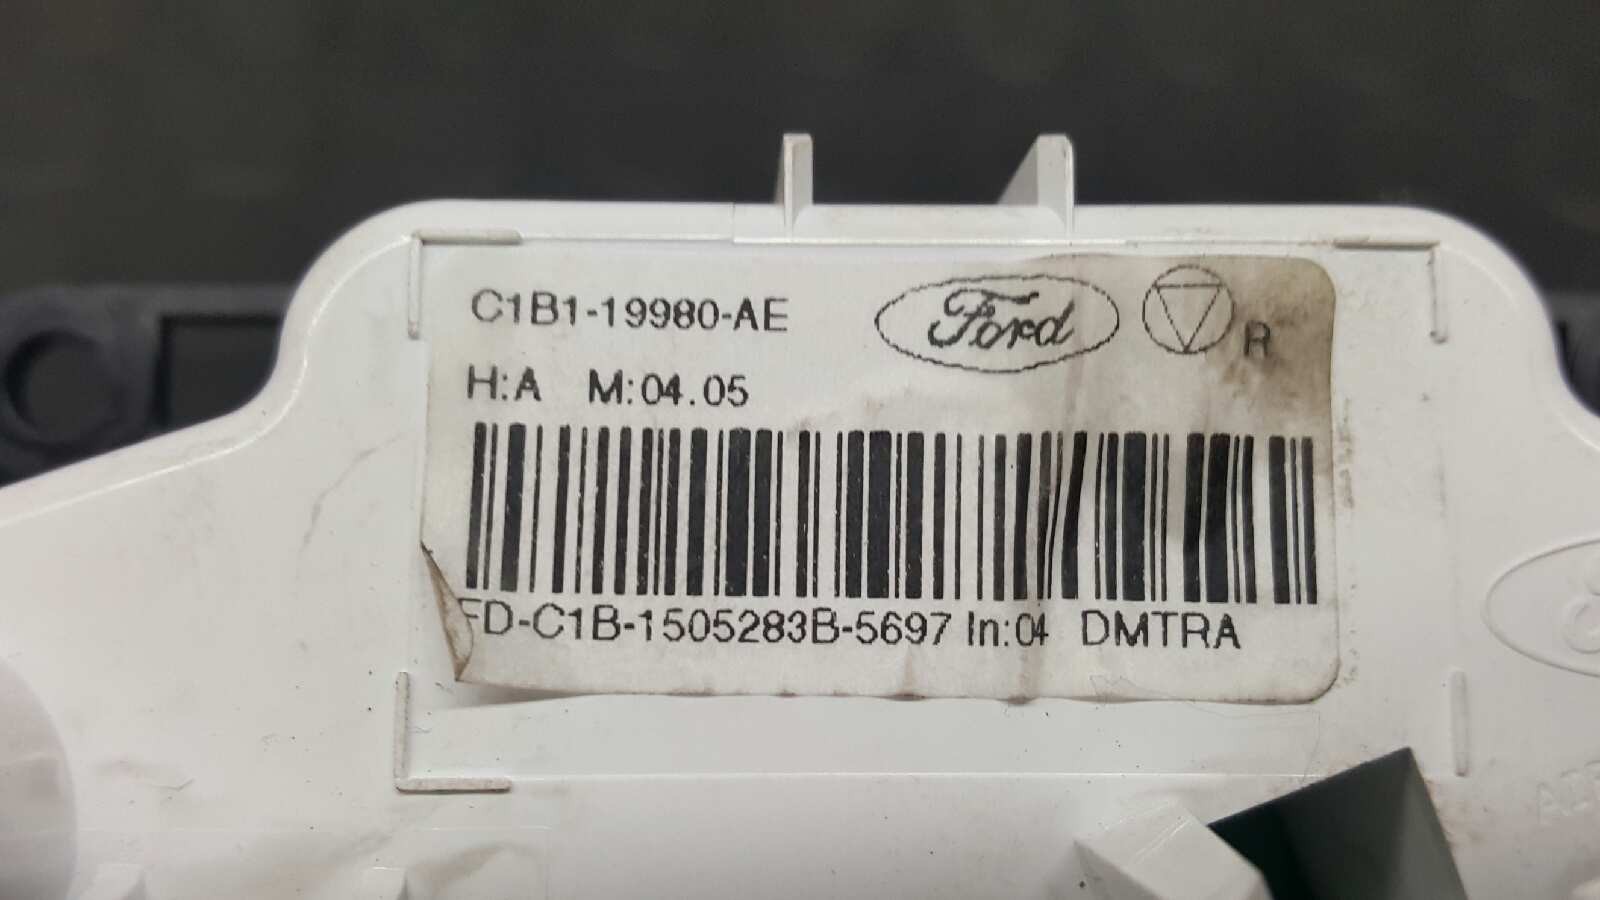 C1B1-19980-AE Ford R
H:A M:04.05
FD-C1B-1505283B-5697 In:04 DMTRA